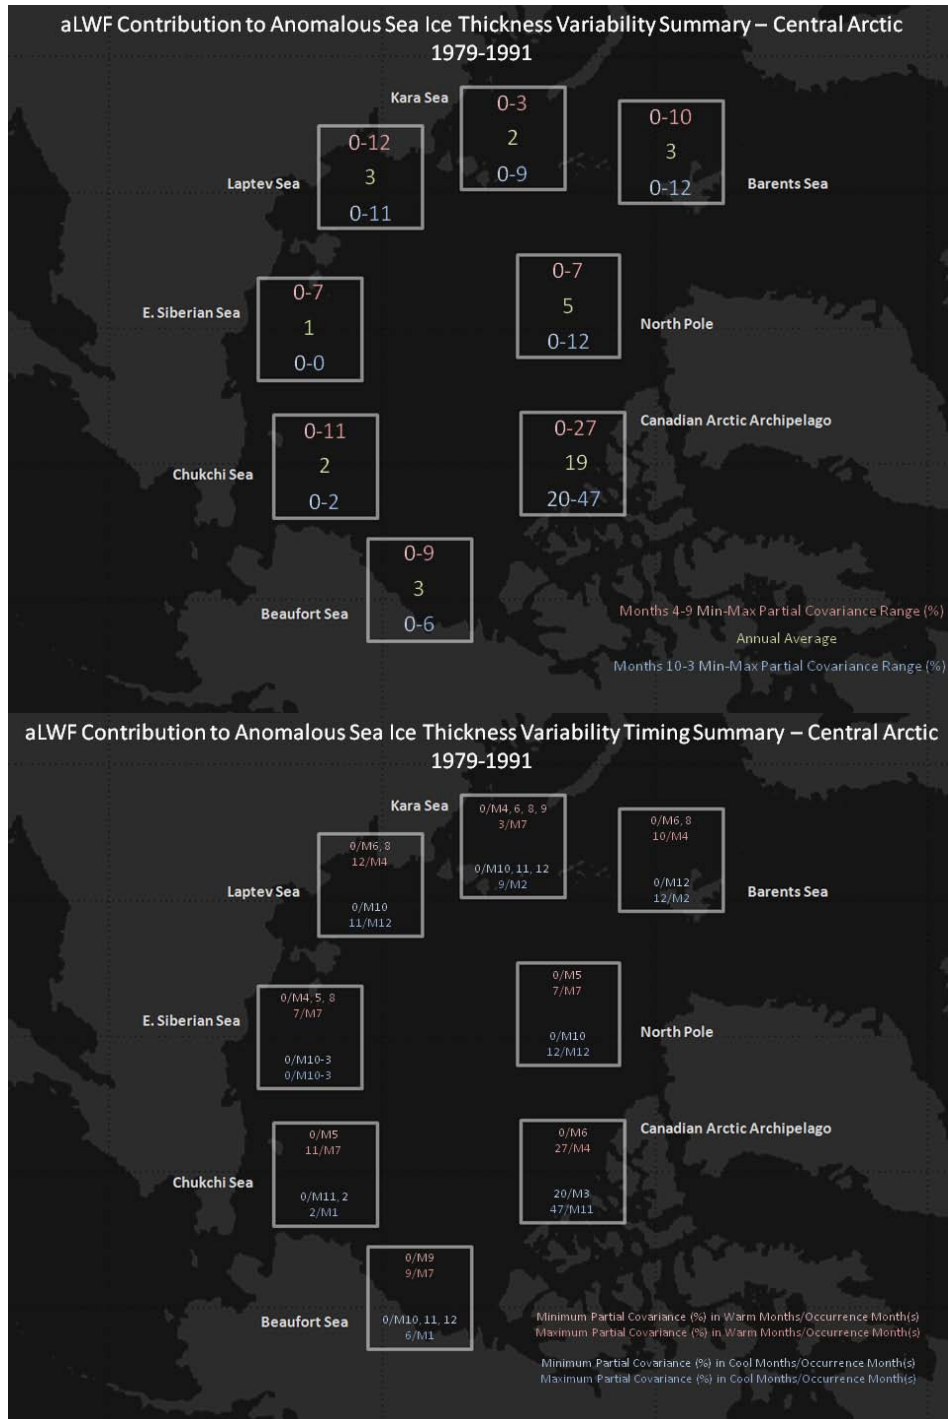 aLWF Contribution to Anomalous Sea Ice Thickness Variability Summary – Central Arctic
1979-1991
Kara Sea
0-3
2
0-9
0-10
3
0-12
Barents Sea
Laptev Sea
0-12
3
0-11
E. Siberian Sea
0-7
1
0-0
0-7
5
0-12
North Pole
Chukchi Sea
0-11
2
0-2
Canadian Arctic Archipelago
0-27
19
20-47
Beaufort Sea
0-9
3
0-6
Months 4-9 Min-Max Partial Covariance Range (%)
Annual Average
Months 10-3 Min-Max Partial Covariance Range (%)
aLWF Contribution to Anomalous Sea Ice Thickness Variability Timing Summary – Central Arctic
1979-1991
Kara Sea
0/M4, 6, 8, 9
3/M7
0/M10, 11, 12
9/M2
0/M6, 8
10/M4
0/M12
12/M2
Barents Sea
Laptev Sea
0/M6, 8
12/M4
0/M10
11/M12
E. Siberian Sea
0/M4, 5, 8
7/M7
0/M10-3
0/M10-3
0/M5
7/M7
0/M10
12/M12
North Pole
Chukchi Sea
0/M5
11/M7
0/M11, 2
2/M1
Canadian Arctic Archipelago
0/M6
27/M4
20/M3
47/M11
Beaufort Sea
0/M9
9/M7
0/M10, 11, 12
6/M1
Minimum Partial Covariance (%) in Warm Months/Occurrence Month(s)
Maximum Partial Covariance (%) in Warm Months/Occurrence Month(s)
Minimum Partial Covariance (%) in Cool Months/Occurrence Month(s)
Maximum Partial Covariance (%) in Cool Months/Occurrence Month(s)